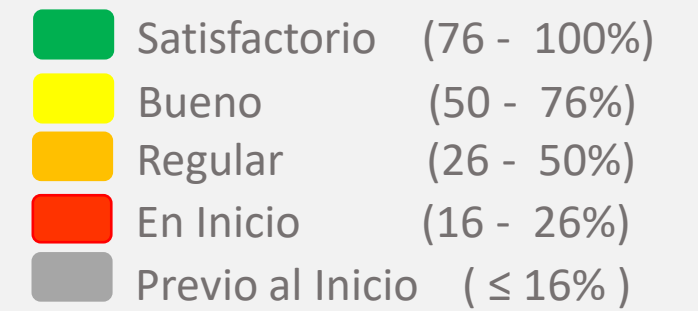 Satisfactorio (76 - 100%)
Bueno (50 - 76%)
Regular (26 - 50%)
En Inicio (16 - 26%)
Previo al Inicio ( ≤ 16% )